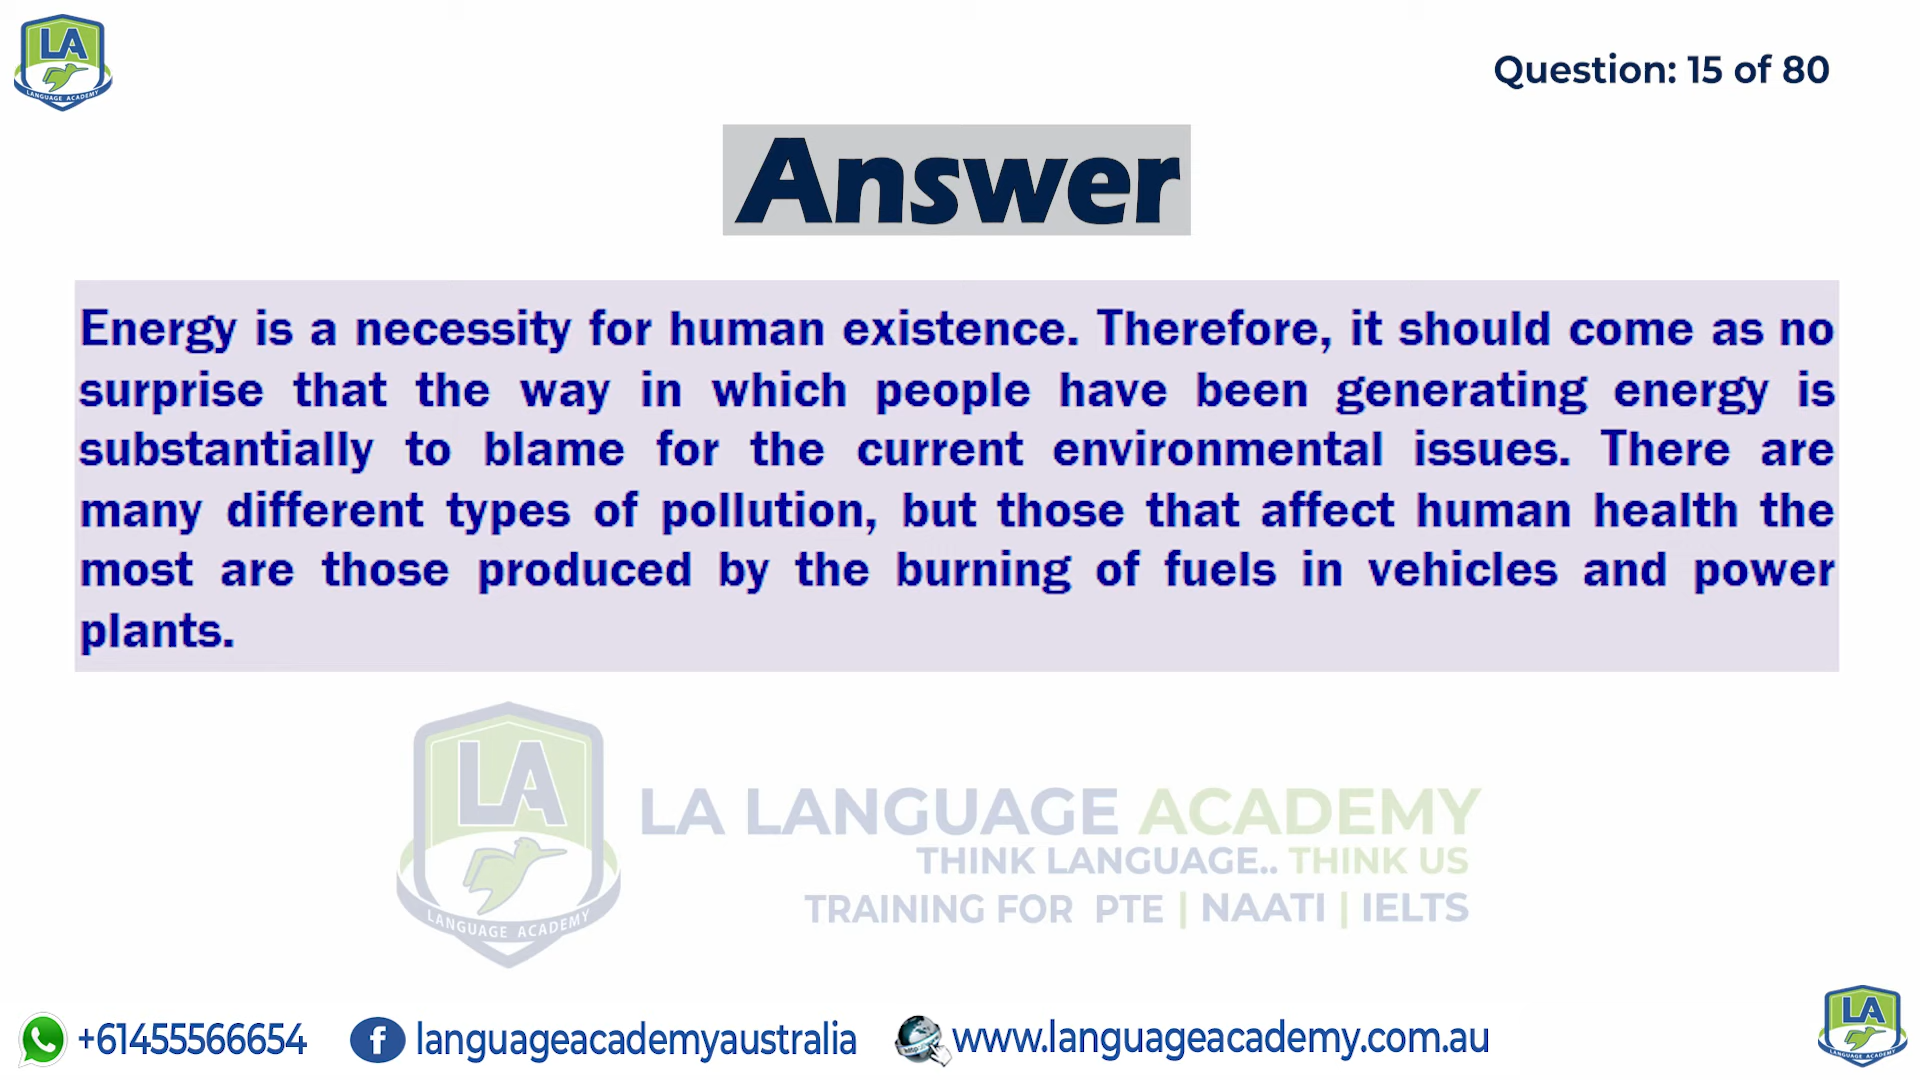 LA
LANGUAGE ACADEMY
Question: 15 of 80
Answer
Energy is a necessity for human existence. Therefore, it should come as no
surprise that the way in which people have been generating energy is
substantially to blame for the current environmental issues. There are
many different types of pollution, but those that affect human health the
most are those produced by the burning of fuels in vehicles and power
plants.
LA
LANGUAGE ACADEMY
LA LANGUAGE ACADEMY
THINK LANGUAGE.. THINK US
TRAINING FOR PTE | NAATI | IELTS
+61455566654
languageacademyaustralia
www.languageacademy.com.au
LA
LANGUAGE ACADEMY